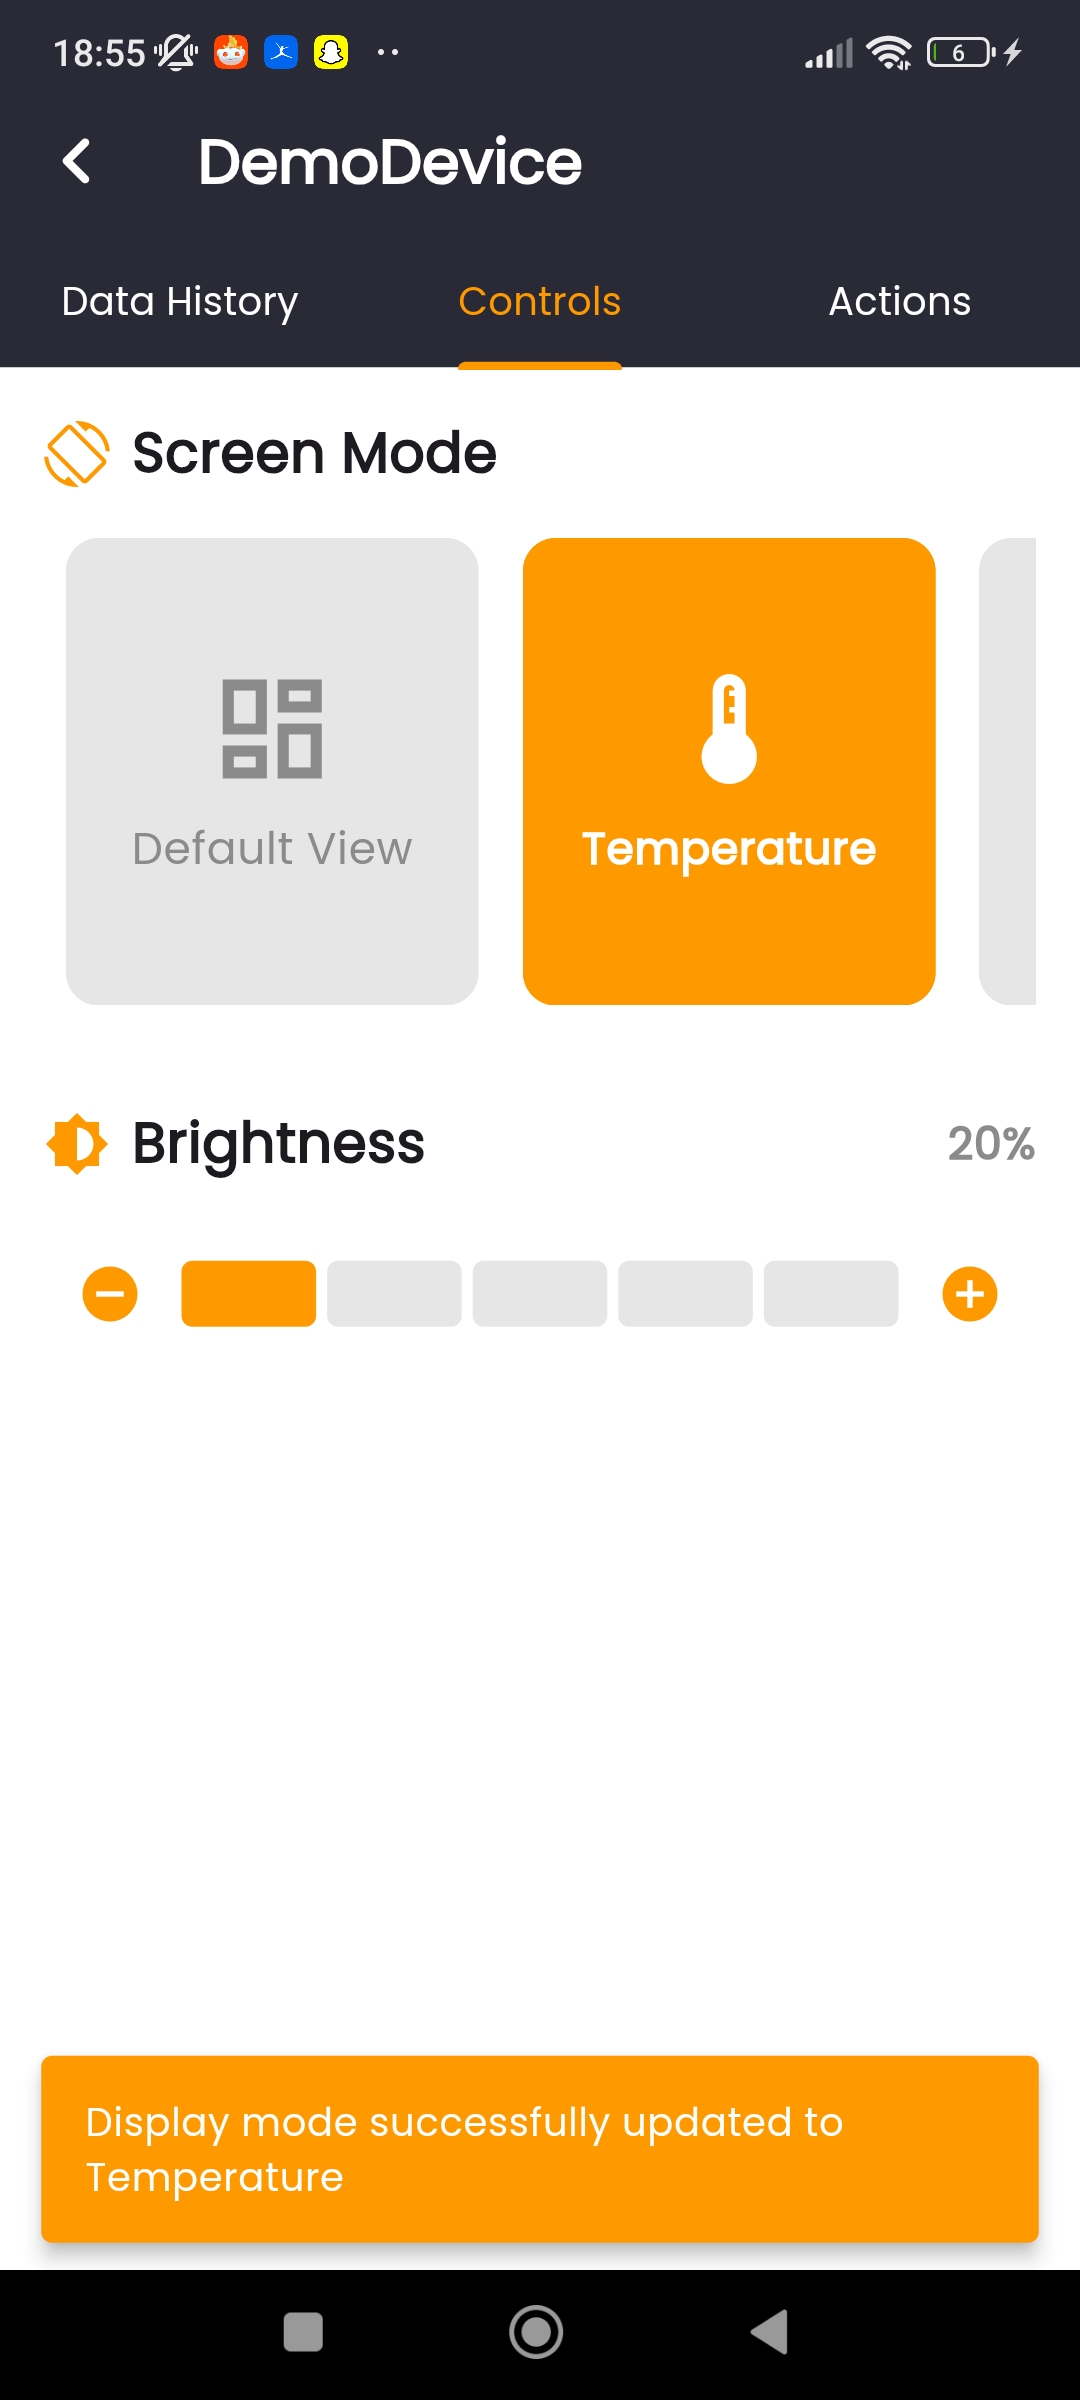 18:55
6
DemoDevice
Data History Controls Actions
Screen Mode
Default View Temperature
Brightness 20%
Display mode successfully updated to
Temperature